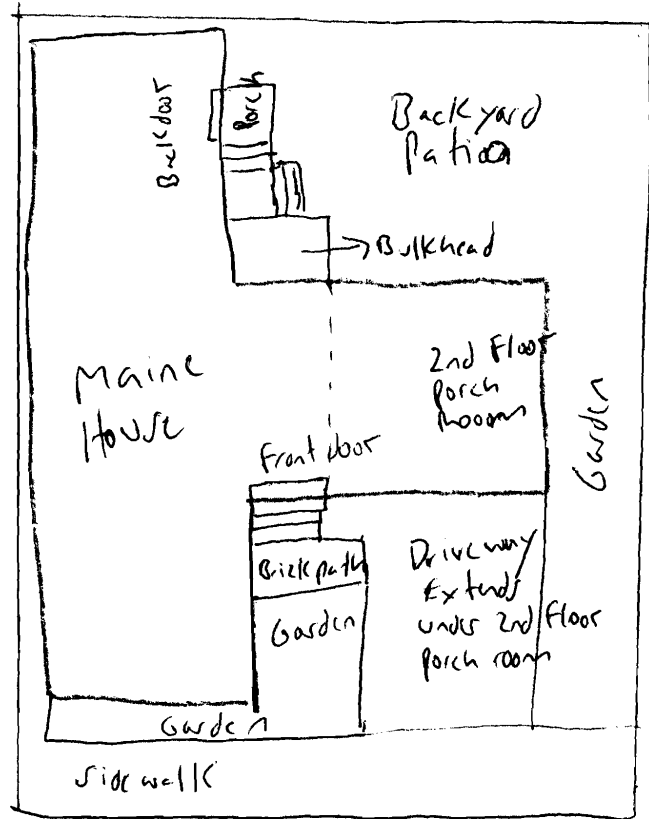 Backdoor
Porch
Backyard
Patio
Bulkhead
Maine
House
2nd Floor
Porch
Rooom
Garden
Front door
Brick path
Garden
Driveway
Extends
under 2nd Floor
porch room
Garden
Sidewalk